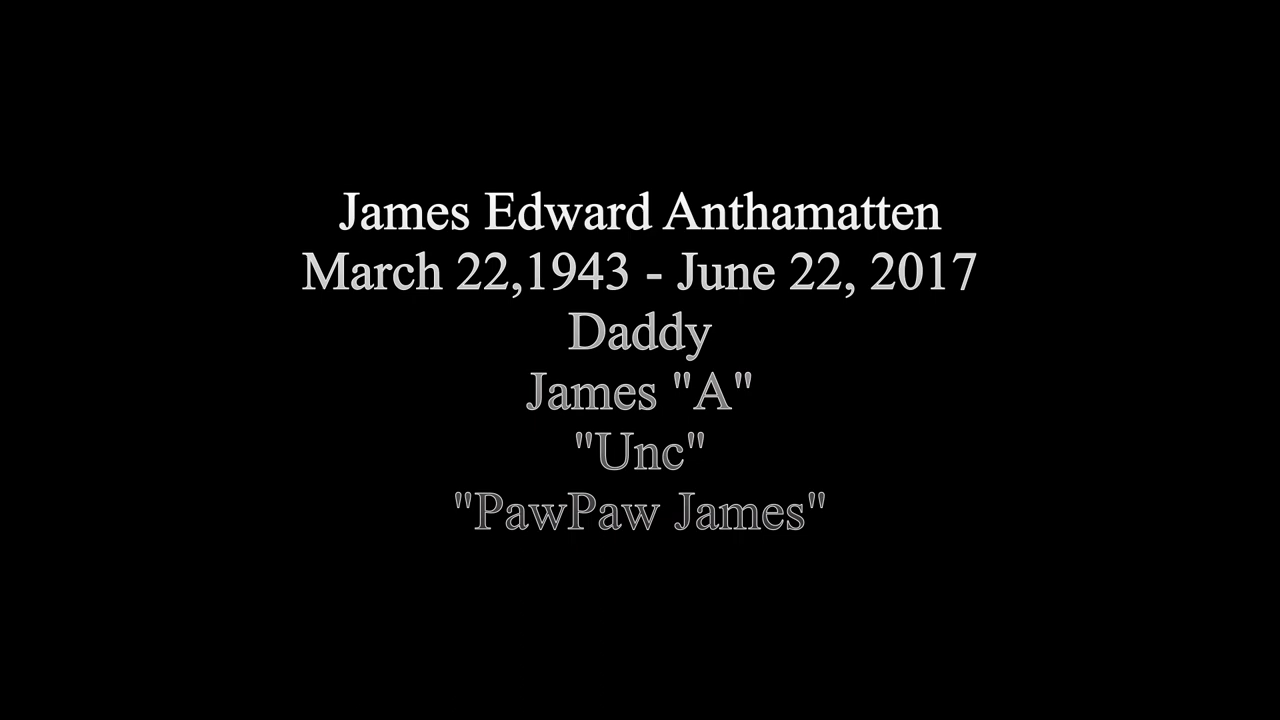 James Edward Anthamatten
March 22,1943 - June 22, 2017
Daddy
James "A"
"Unc"
"PawPaw James"